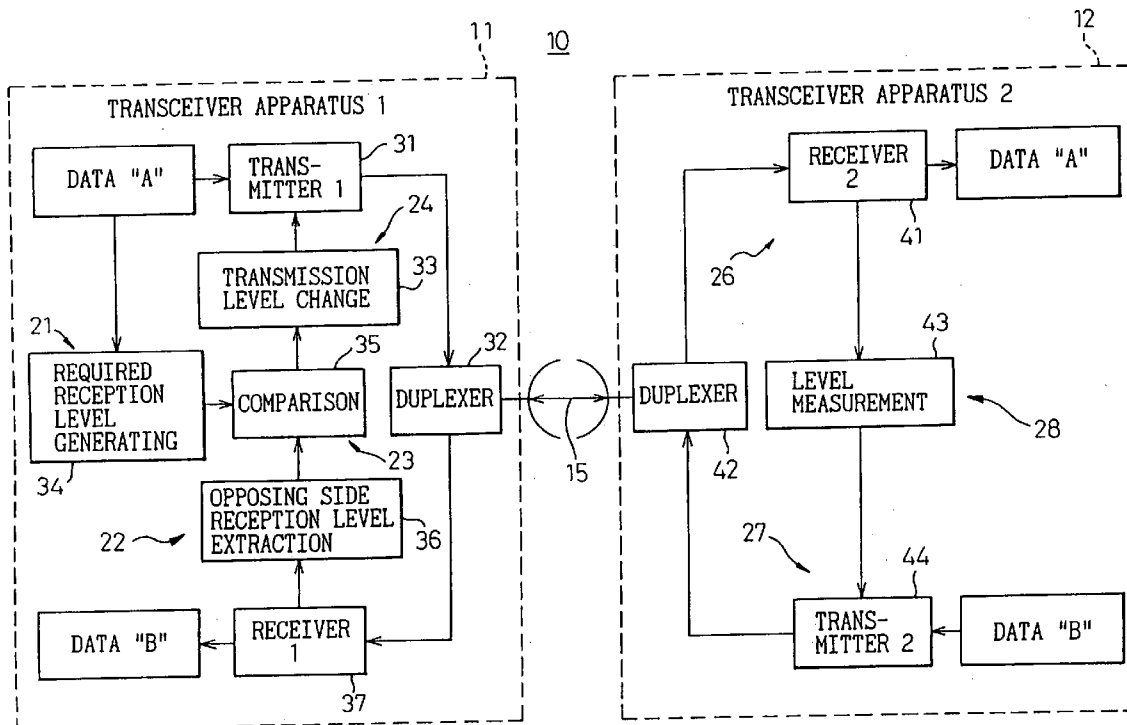 10
11
12
TRANSCEIVER APPARATUS 1
DATA "A"
TRANS-
MITTER 1
31
24
TRANSMISSION
LEVEL CHANGE
33
21
REQUIRED
RECEPTION
LEVEL
GENERATING
34
35
COMPARISON
23
32
DUPLEXER
22
OPPOSING SIDE
RECEPTION LEVEL
EXTRACTION
36
DATA "B"
RECEIVER
1
37
15
TRANSCEIVER APPARATUS 2
RECEIVER
2
41
DATA "A"
26
43
DUPLEXER
42
LEVEL
MEASUREMENT
28
27
44
TRANS-
MITTER 2
DATA "B"